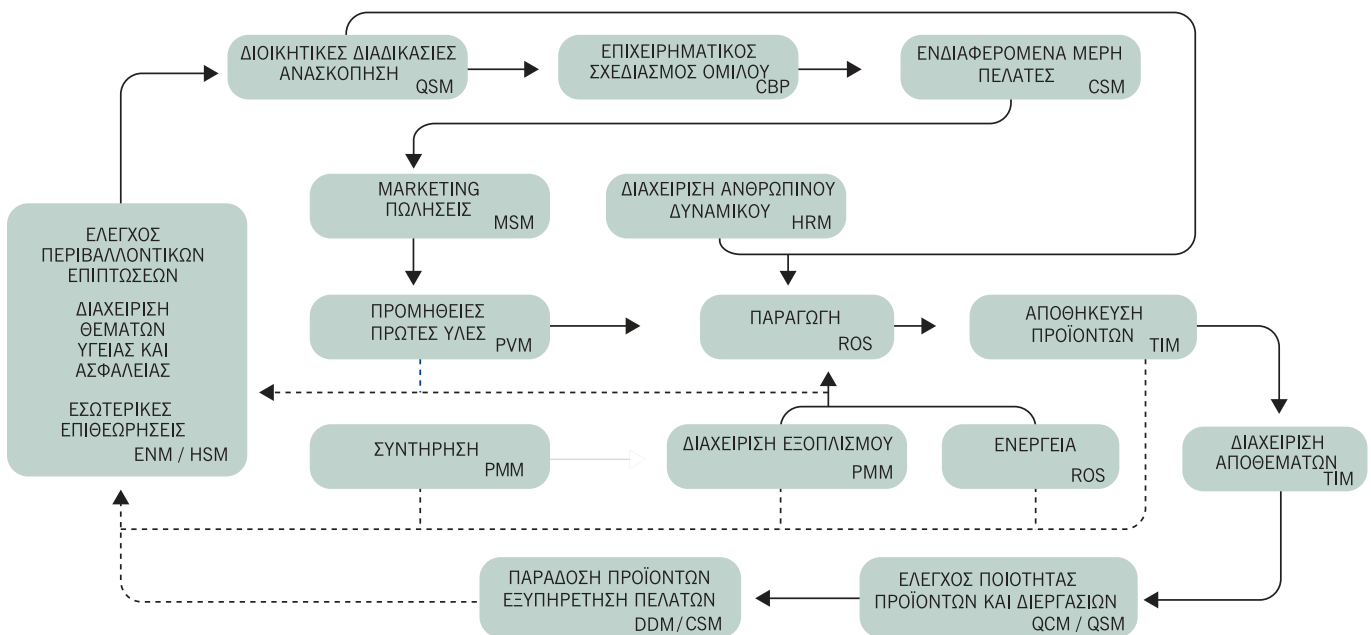 ΔΙΟΙΚΗΤΙΚΕΣ ΔΙΑΔΙΚΑΣΙΕΣ
ΑΝΑΣΚΟΠΗΣΗ
QSM
ΕΠΙΧΕΙΡΗΜΑΤΙΚΟΣ
ΣΧΕΔΙΑΣΜΟΣ ΟΜΙΛΟΥ
CBP
ΕΝΔΙΑΦΕΡΟΜΕΝΑ ΜΕΡΗ
ΠΕΛΑΤΕΣ
CSM
MARKETING
ΠΩΛΗΣΕΙΣ
MSM
ΔΙΑΧΕΙΡΙΣΗ ΑΝΘΡΩΠΙΝΟΥ
ΔΥΝΑΜΙΚΟΥ
HRM
ΕΛΕΓΧΟΣ
ΠΕΡΙΒΑΛΛΟΝΤΙΚΩΝ
ΕΠΙΠΤΩΣΕΩΝ
ΔΙΑΧΕΙΡΙΣΗ
ΘΕΜΑΤΩΝ
ΥΓΕΙΑΣ ΚΑΙ
ΑΣΦΑΛΕΙΑΣ
ΕΣΩΤΕΡΙΚΕΣ
ΕΠΙΘΕΩΡΗΣΕΙΣ
ENM / HSM
ΠΡΟΜΗΘΕΙΕΣ
ΠΡΩΤΕΣ ΥΛΕΣ
PVM
ΠΑΡΑΓΩΓΗ
ROS
ΑΠΟΘΗΚΕΥΣΗ
ΠΡΟΪΟΝΤΩΝ
TIM
ΣΥΝΤΗΡΗΣΗ
PMM
ΔΙΑΧΕΙΡΙΣΗ ΕΞΟΠΛΙΣΜΟΥ
PMM
ΕΝΕΡΓΕΙΑ
ROS
ΔΙΑΧΕΙΡΙΣΗ
ΑΠΟΘΕΜΑΤΩΝ
TIM
ΠΑΡΑΔΟΣΗ ΠΡΟΪΟΝΤΩΝ
ΕΞΥΠΗΡΕΤΗΣΗ ΠΕΛΑΤΩΝ
DDM/CSM
ΕΛΕΓΧΟΣ ΠΟΙΟΤΗΤΑΣ
ΠΡΟΪΟΝΤΩΝ ΚΑΙ ΔΙΕΡΓΑΣΙΩΝ
QCM / QSM